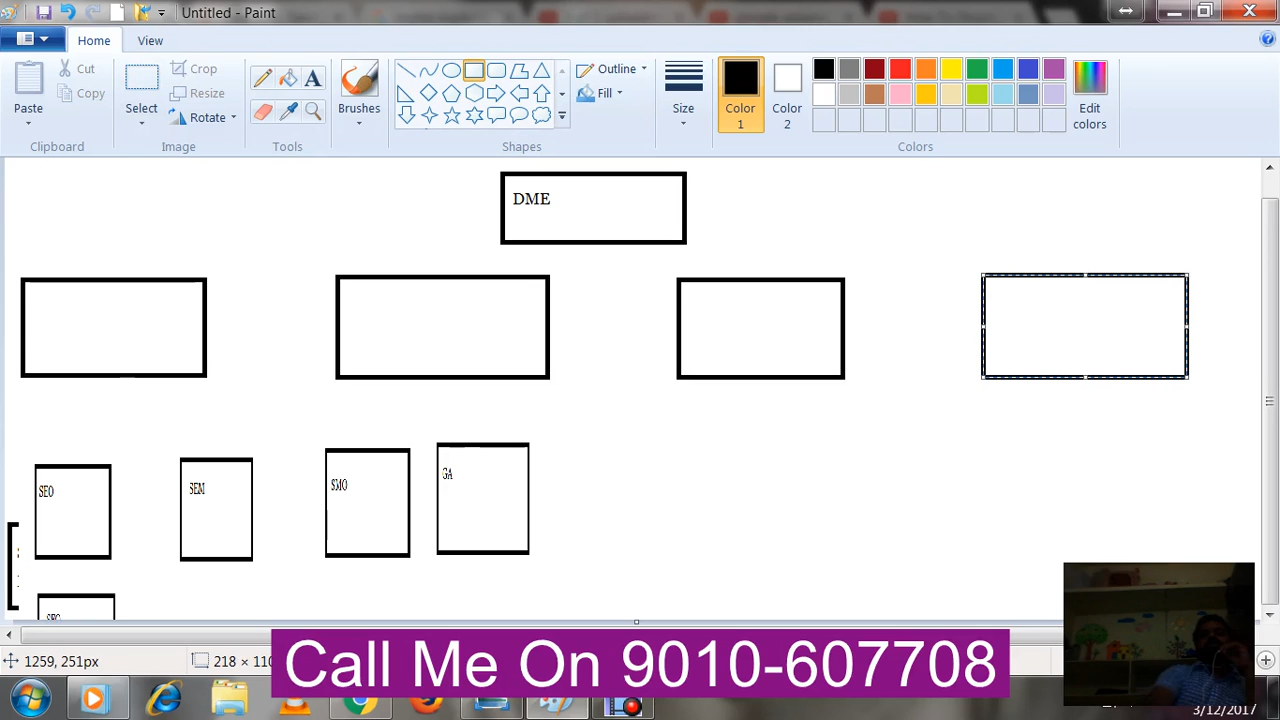 Untitled - Paint
Home
View
Paste
Cut
Copy
Clipboard
Select
Crop
Resize
Rotate
Image
Tools
Brushes
Shapes
Outline
Fill
Size
Color 1
Color 2
Edit colors
Colors
DME
SEO
SEM
SMO
GA
1259, 251px
Call Me On 9010-607708
3/12/2017